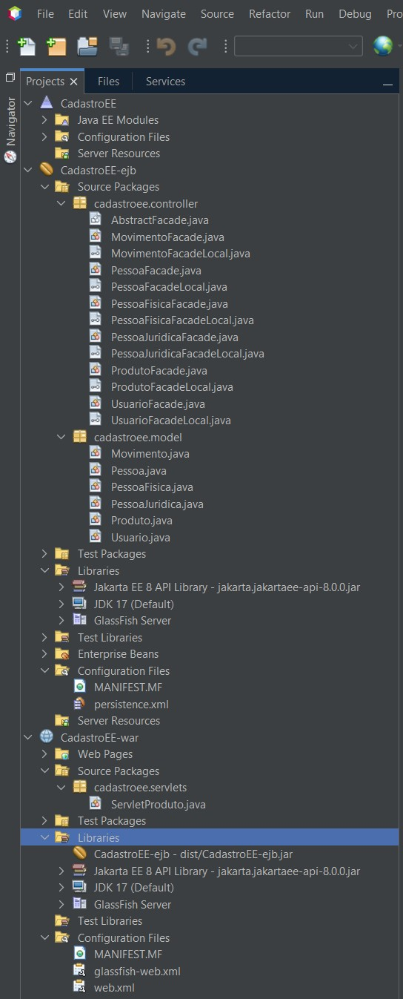 File Edit View Navigate Source Refactor Run Debug Pro
Projects Files Services
Navigator
CadastroEE
Java EE Modules
Configuration Files
Server Resources
CadastroEE-ejb
Source Packages
cadastroee.controller
AbstractFacade.java
MovimentoFacade.java
MovimentoFacadeLocal.java
PessoaFacade.java
PessoaFacadeLocal.java
PessoaFisicaFacade.java
PessoaFisicaFacadeLocal.java
PessoaJuridicaFacade.java
PessoaJuridicaFacadeLocal.java
ProdutoFacade.java
ProdutoFacadeLocal.java
UsuarioFacade.java
UsuarioFacadeLocal.java
cadastroee.model
Movimento.java
Pessoa.java
PessoaFisica.java
PessoaJuridica.java
Produto.java
Usuario.java
Test Packages
Libraries
Jakarta EE 8 API Library - jakarta.jakartaee-api-8.0.0.jar
JDK 17 (Default)
GlassFish Server
Test Libraries
Enterprise Beans
Configuration Files
MANIFEST.MF
persistence.xml
Server Resources
CadastroEE-war
Web Pages
Source Packages
cadastroee.servlets
ServletProduto.java
Test Packages
Libraries
CadastroEE-ejb - dist/CadastroEE-ejb.jar
Jakarta EE 8 API Library - jakarta.jakartaee-api-8.0.0.jar
JDK 17 (Default)
GlassFish Server
Test Libraries
Configuration Files
MANIFEST.MF
glassfish-web.xml
web.xml